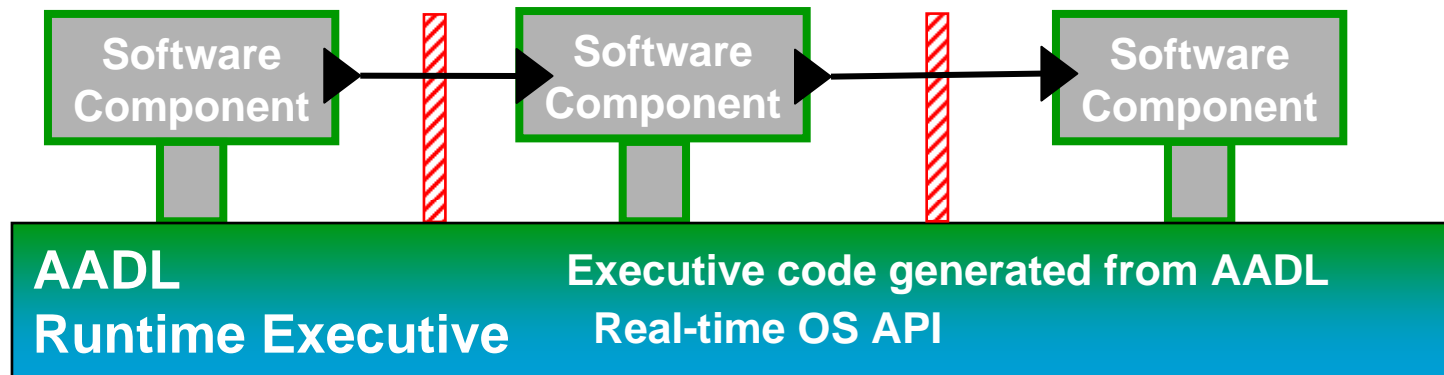 Software
Component
Software
Component
Software
Component
AADL
Runtime Executive
Executive code generated from AADL
Real-time OS API